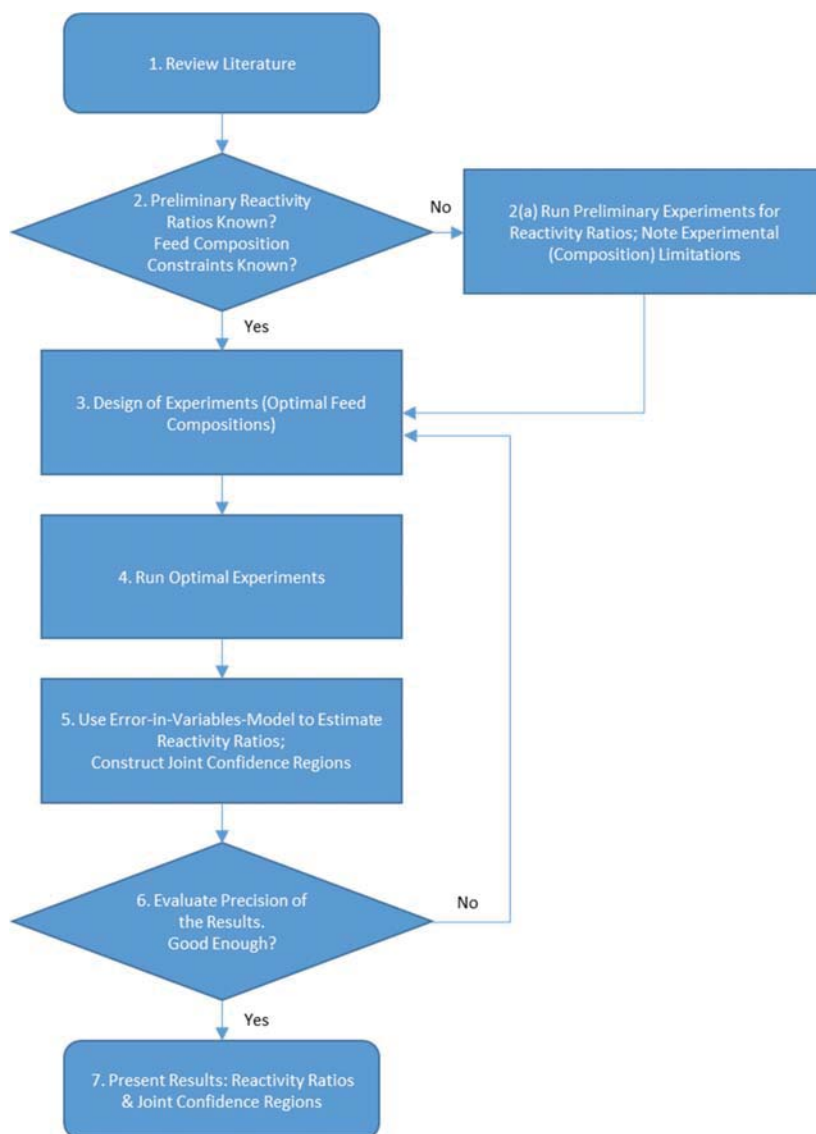 1. Review Literature
2. Preliminary Reactivity
Ratios Known?
Feed Composition
Constraints Known?
No
2(a) Run Preliminary Experiments for
Reactivity Ratios; Note Experimental
(Composition) Limitations
Yes
3. Design of Experiments (Optimal Feed
Compositions)
4. Run Optimal Experiments
5. Use Error-in-Variables-Model to Estimate
Reactivity Ratios;
Construct Joint Confidence Regions
6. Evaluate Precision of
the Results.
Good Enough?
No
Yes
7. Present Results: Reactivity Ratios
& Joint Confidence Regions